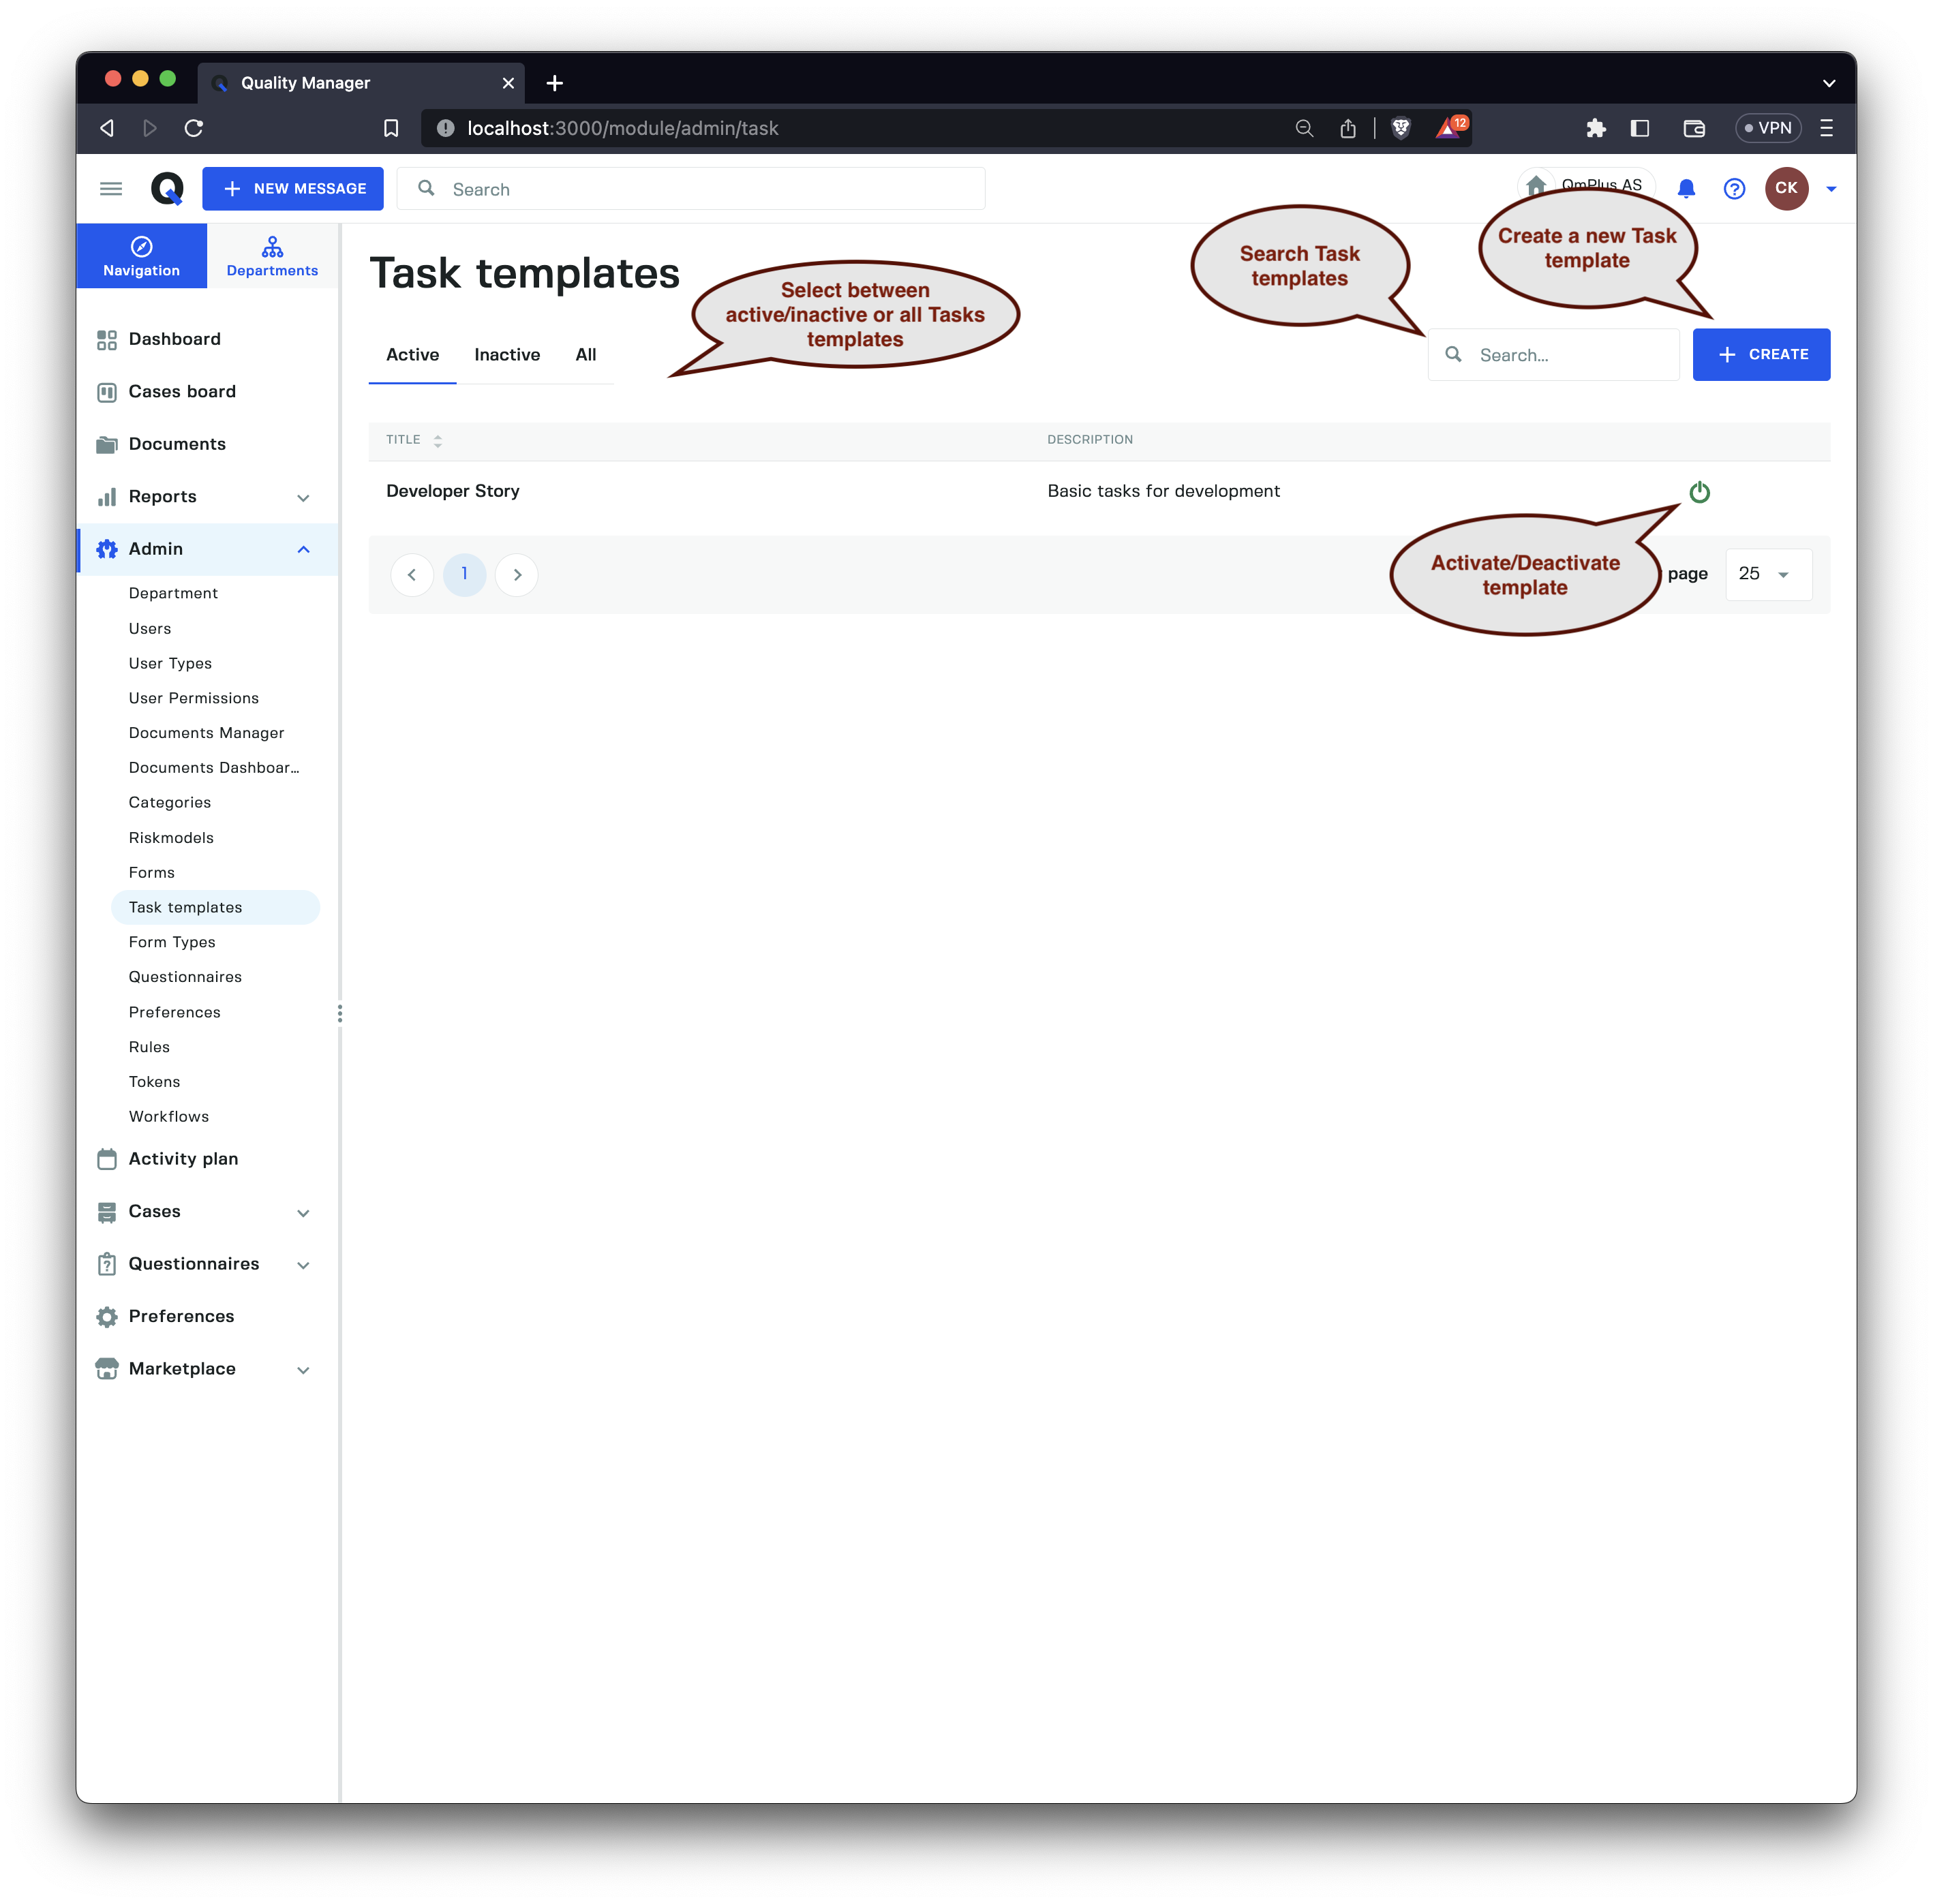 Quality Manager
localhost:3000/module/admin/task
12
VPN
NEW MESSAGE
Search
QmPlus AS
CK
Navigation
Departments
Dashboard
Cases board
Documents
Reports
Admin
Department
Users
User Types
User Permissions
Documents Manager
Documents Dashboar...
Categories
Riskmodels
Forms
Task templates
Form Types
Questionnaires
Preferences
Rules
Tokens
Workflows
Activity plan
Cases
Questionnaires
Preferences
Marketplace
Task templates
Select between
active/inactive or all Tasks
templates
Search Task
templates
Create a new Task
template
Active Inactive All
Search...
CREATE
TITLE DESCRIPTION
Developer Story Basic tasks for development
Activate/Deactivate
template
1
page 25